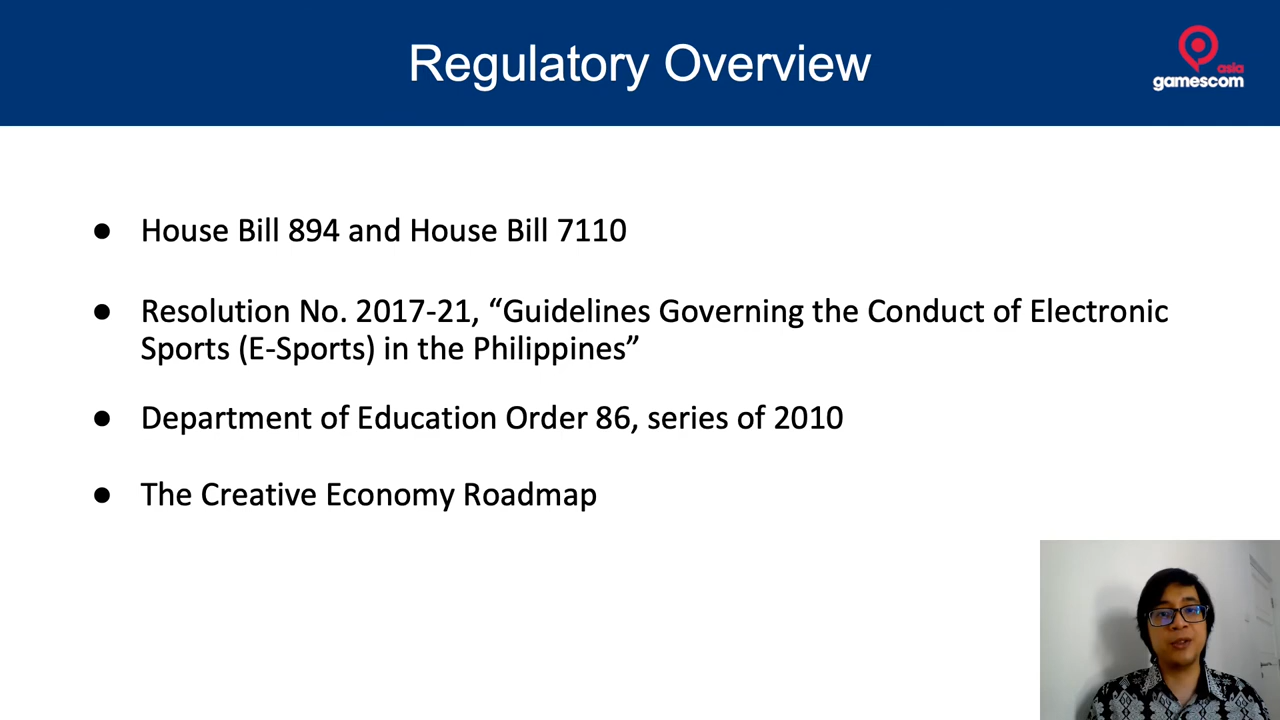 Regulatory Overview
asia
gamescom
● House Bill 894 and House Bill 7110
● Resolution No. 2017-21, “Guidelines Governing the Conduct of Electronic
Sports (E-Sports) in the Philippines”
● Department of Education Order 86, series of 2010
● The Creative Economy Roadmap